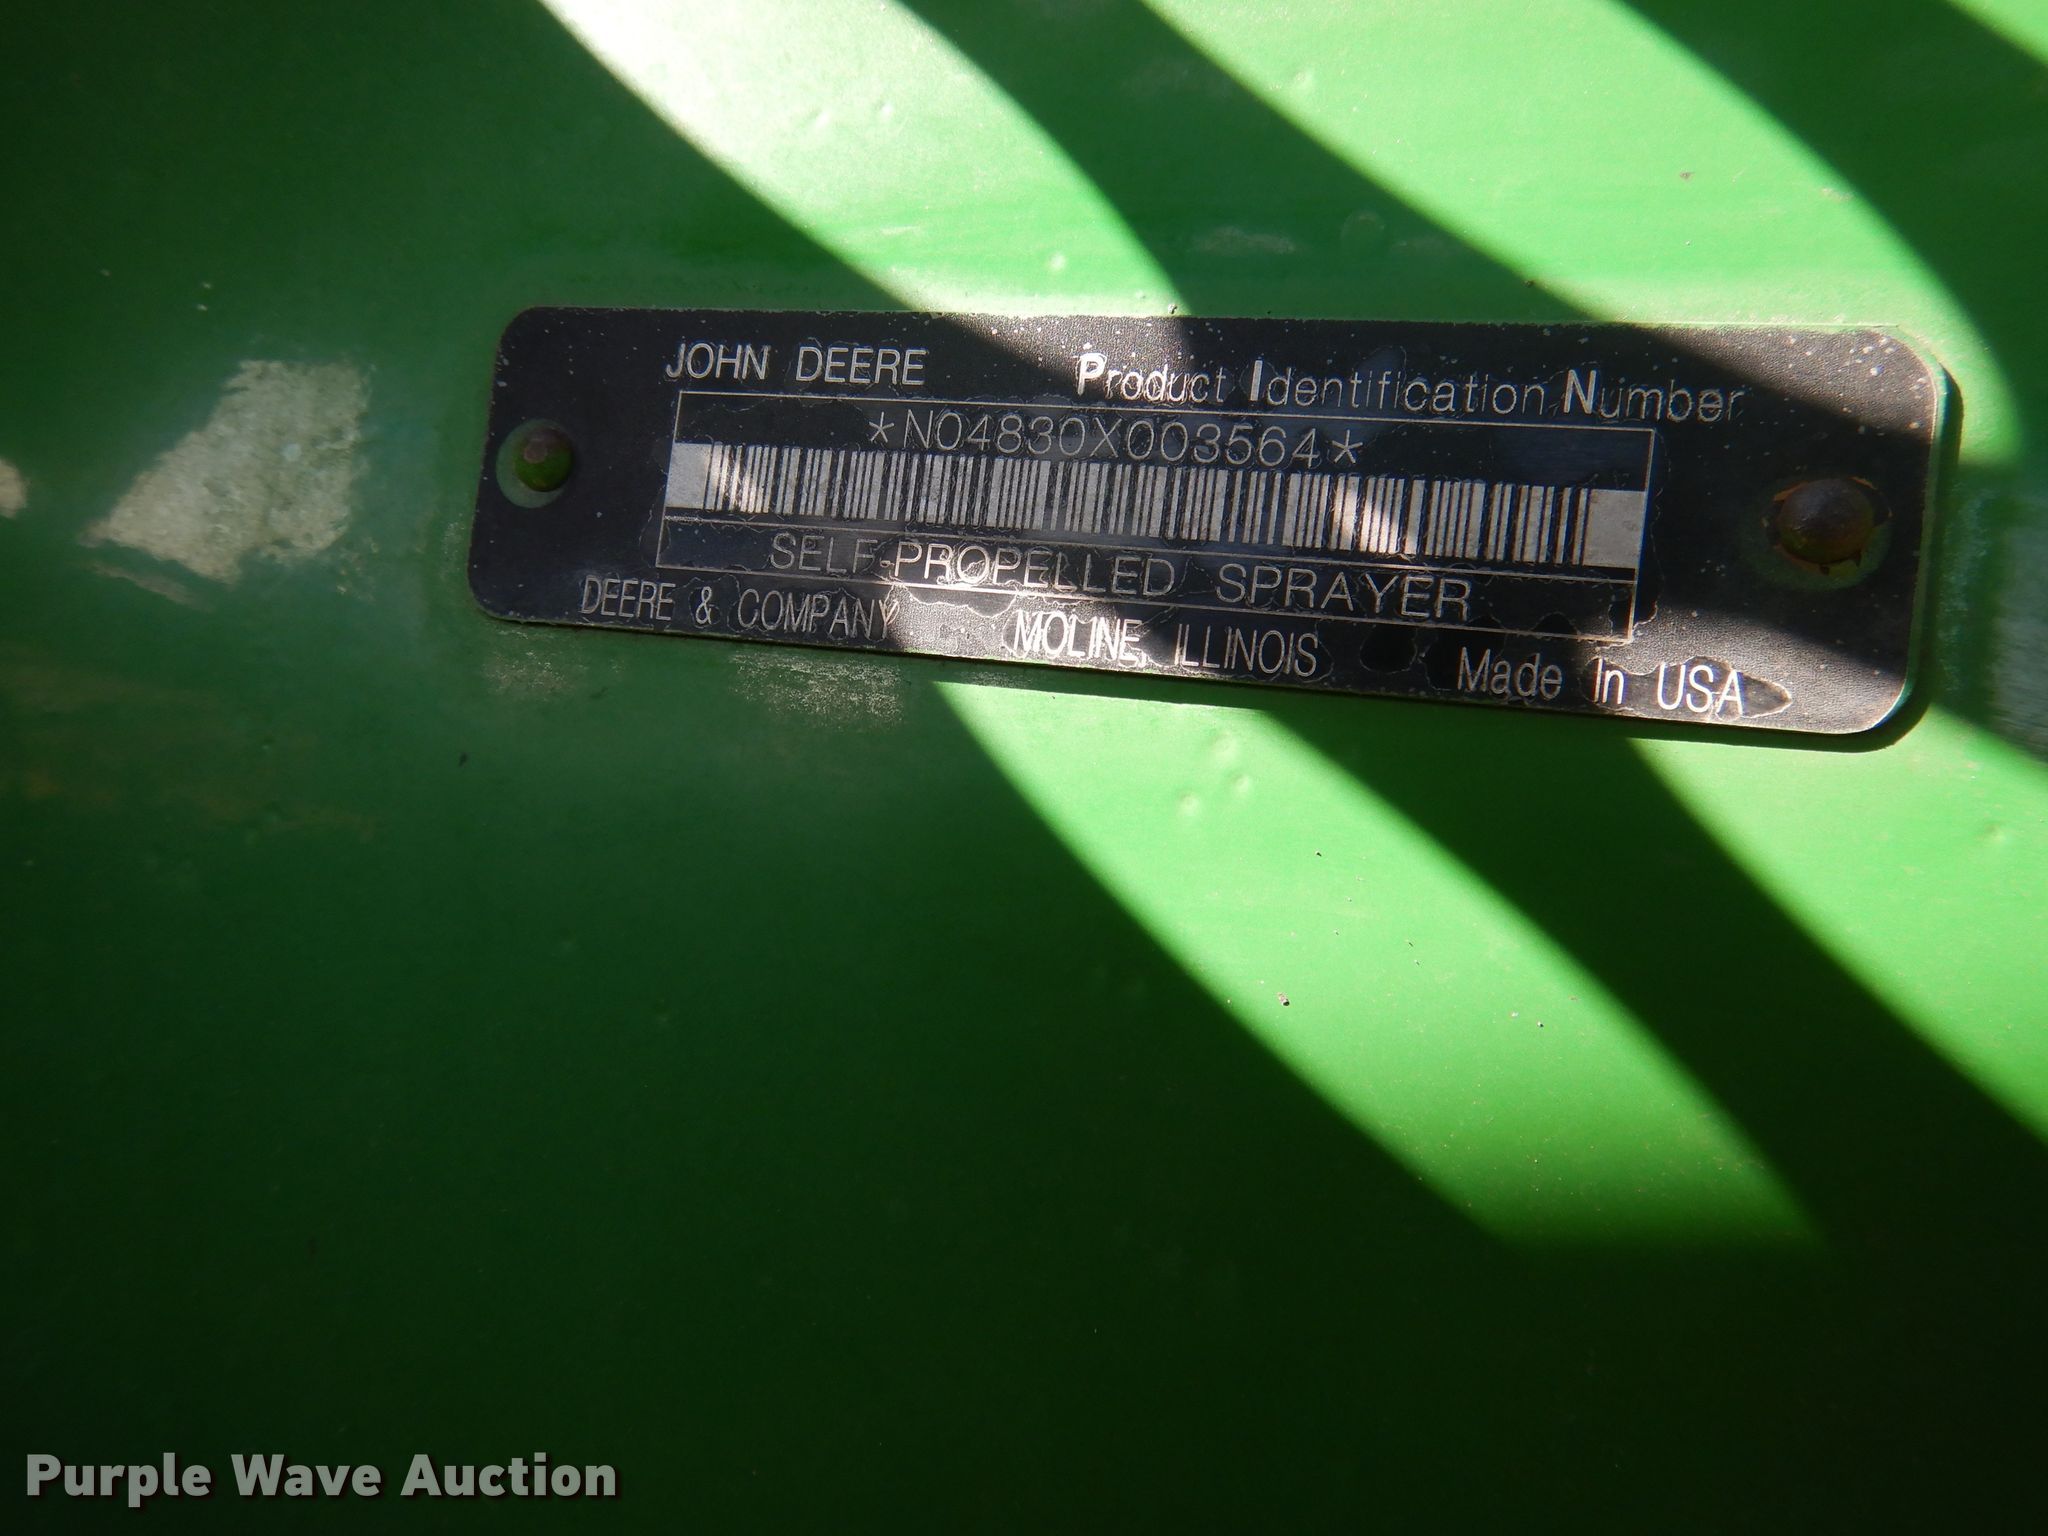 JOHN DEERE Product Identification Number
*N04830X003564*
SELF-PROPELLED SPRAYER
DEERE & COMPANY MOLINE, ILLINOIS Made In USA
Purple Wave Auction